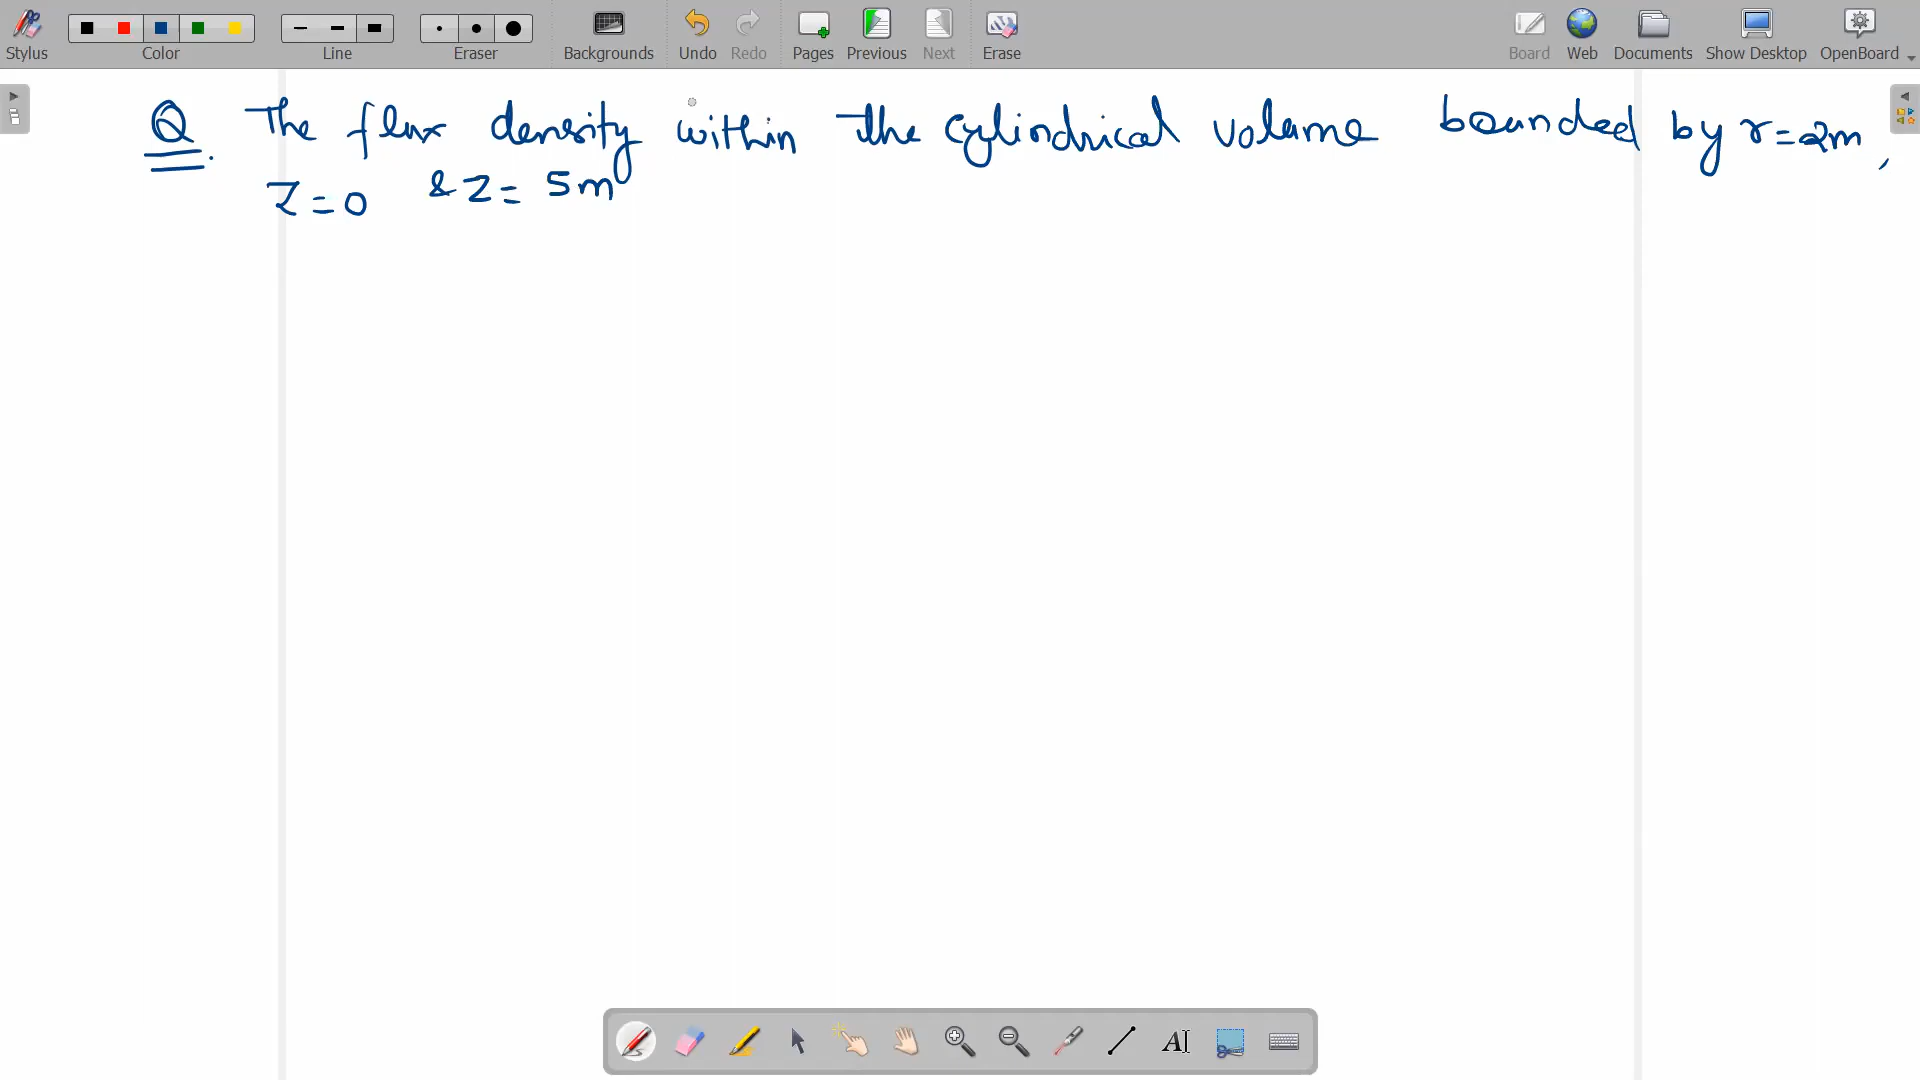 Stylus Color Line Eraser Backgrounds Undo Redo Pages Previous Next Erase Board Web Documents Show Desktop OpenBoard
Q. The flux density within the cylindrical volume bounded by r=2m,
Z=0 & Z= 5m
AI